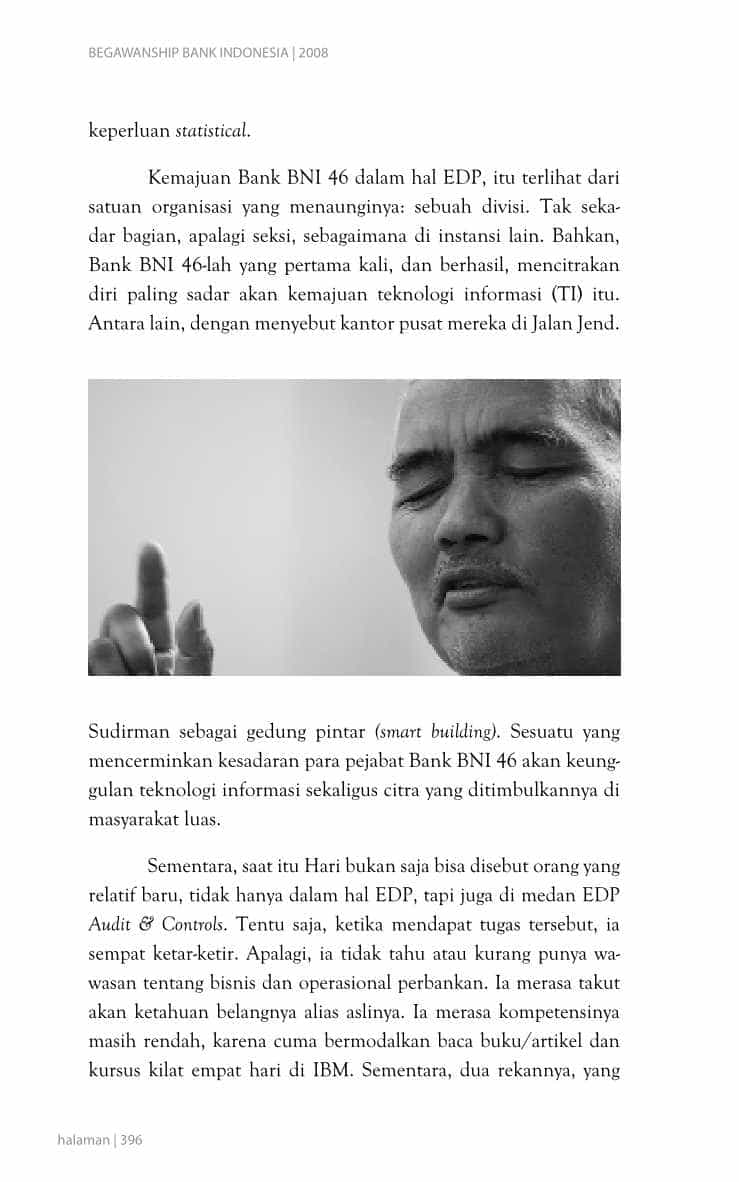 BEGAWANSHIP BANK INDONESIA | 2008
keperluan statistical.
Kemajuan Bank BNI 46 dalam hal EDP, itu terlihat dari
satuan organisasi yang menaunginya: sebuah divisi. Tak seka-
dar bagian, apalagi seksi, sebagaimana di instansi lain. Bahkan,
Bank BNI 46-lah yang pertama kali, dan berhasil, mencitrakan
diri paling sadar akan kemajuan teknologi informasi (TI) itu.
Antara lain, dengan menyebut kantor pusat mereka di Jalan Jend.
Sudirman sebagai gedung pintar (smart building). Sesuatu yang
mencerminkan kesadaran para pejabat Bank BNI 46 akan keung-
gulan teknologi informasi sekaligus citra yang ditimbulkannya di
masyarakat luas.
Sementara, saat itu Hari bukan saja bisa disebut orang yang
relatif baru, tidak hanya dalam hal EDP, tapi juga di medan EDP
Audit & Controls. Tentu saja, ketika mendapat tugas tersebut, ia
sempat ketar-ketir. Apalagi, ia tidak tahu atau kurang punya wa-
wasan tentang bisnis dan operasional perbankan. Ia merasa takut
akan ketahuan belangnya alias aslinya. Ia merasa kompetensinya
masih rendah, karena cuma bermodalkan baca buku/artikel dan
kursus kilat empat hari di IBM. Sementara, dua rekannya, yang
halaman | 396